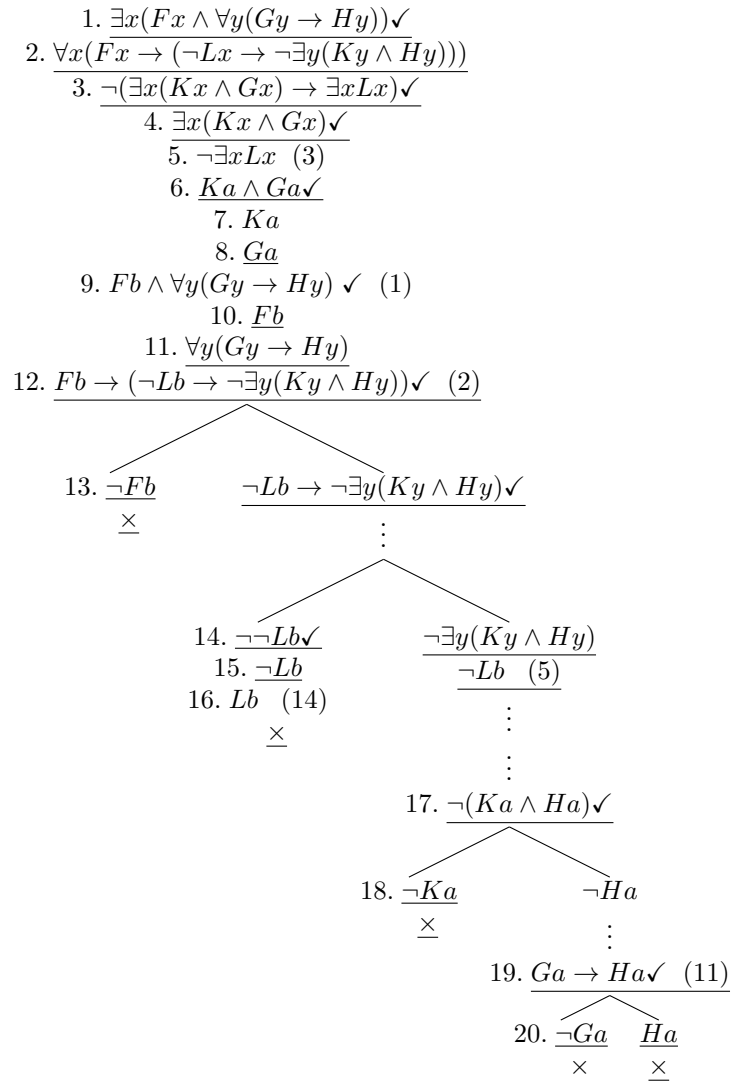 1. ∃x(Fx ∧ ∀y(Gy → Hy))✓
2. ∀x(Fx → (¬Lx → ¬∃y(Ky ∧ Hy)))
3. ¬(∃x(Kx ∧ Gx) → ∃xLx)✓
4. ∃x(Kx ∧ Gx)✓
5. ¬∃xLx (3)
6. Ka ∧ Ga✓
7. Ka
8. Ga
9. Fb ∧ ∀y(Gy → Hy) ✓ (1)
10. Fb
11. ∀y(Gy → Hy)
12. Fb → (¬Lb → ¬∃y(Ky ∧ Hy))✓ (2)
13. ¬Fb ¬Lb → ¬∃y(Ky ∧ Hy)✓
× ⋮
14. ¬¬Lb✓ ¬∃y(Ky ∧ Hy)
15. ¬Lb ¬Lb (5)
16. Lb (14) ⋮
× ⋮
17. ¬(Ka ∧ Ha)✓
18. ¬Ka ¬Ha
× ⋮
19. Ga → Ha✓ (11)
20. ¬Ga Ha
× ×